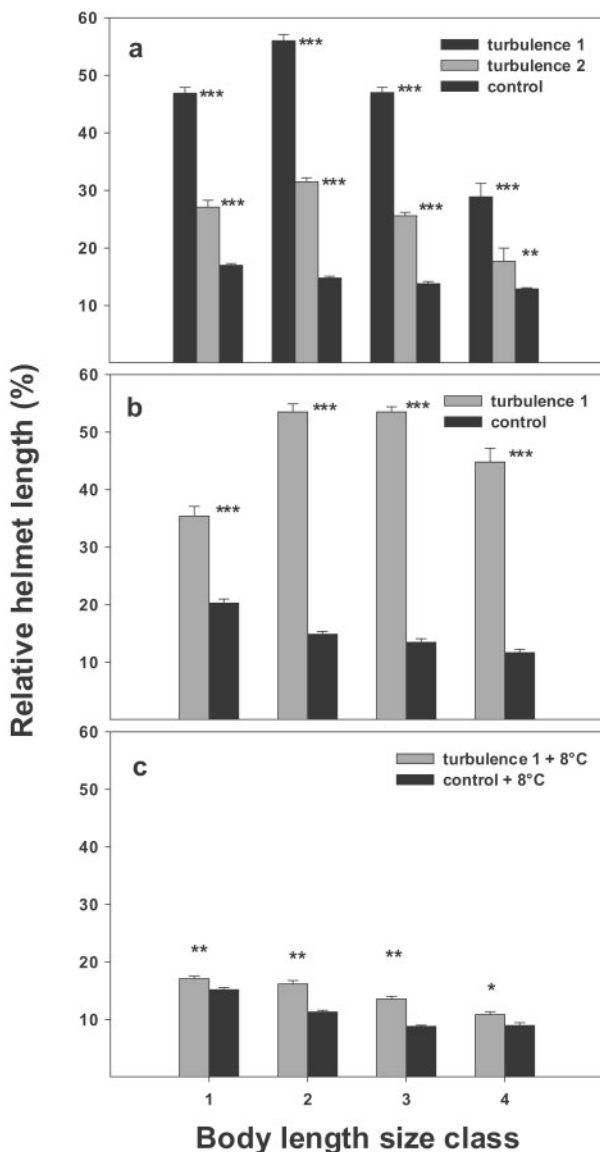 60
a
turbulence 1
turbulence 2
control
50
40
30
20
10
*** *** *** *** *** *** *** **
60
b
turbulence 1
control
50
40
30
20
10
*** *** *** ***
60
c
turbulence 1 + 8°C
control + 8°C
50
40
30
20
10
** ** ** *
Relative helmet length (%)
1 2 3 4
Body length size class